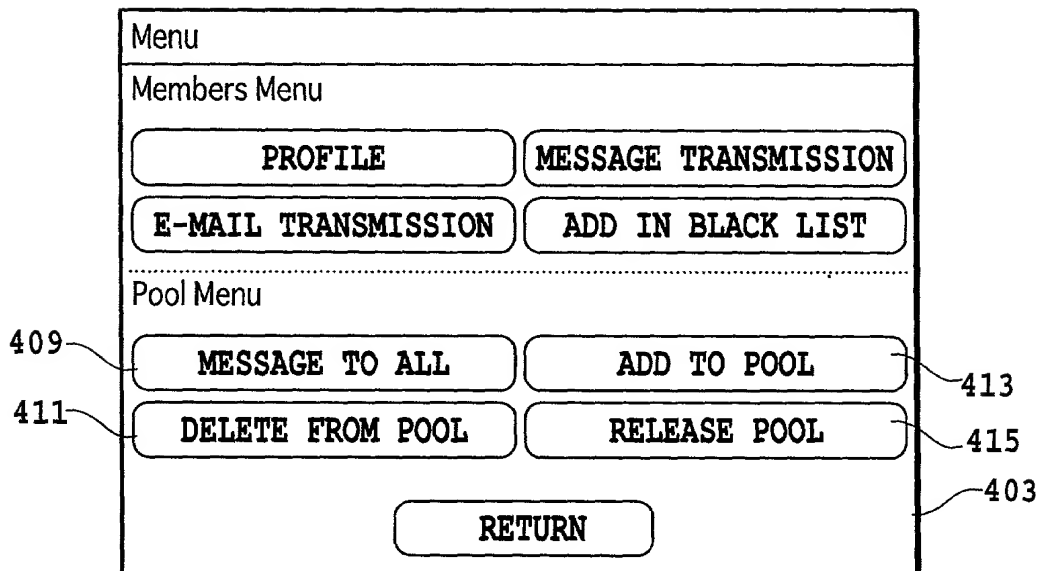 Menu
Members Menu
PROFILE MESSAGE TRANSMISSION
E-MAIL TRANSMISSION ADD IN BLACK LIST
Pool Menu
409 MESSAGE TO ALL ADD TO POOL 413
411 DELETE FROM POOL RELEASE POOL 415
403
RETURN